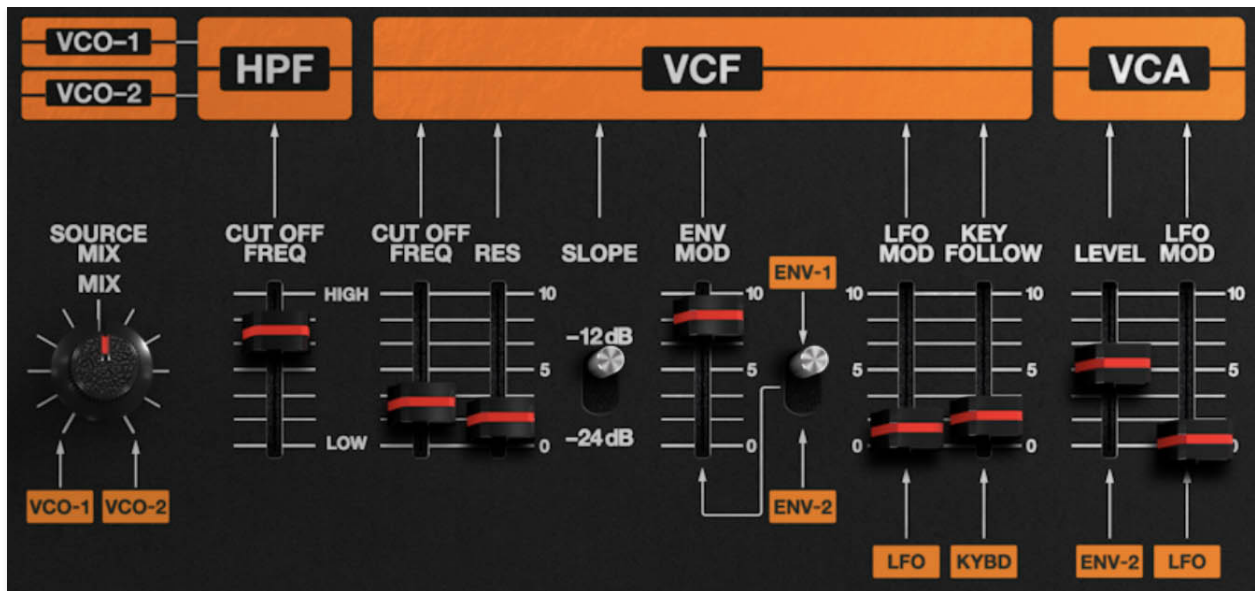 VCO-1
VCO-2
HPF
VCF
VCA
SOURCE
MIX
MIX
VCO-1 VCO-2
CUT OFF
FREQ
HIGH
LOW
CUT OFF
FREQ
RES
10
5
0
SLOPE
-12dB
-24dB
ENV
MOD
10
5
0
ENV-1
ENV-2
LFO
MOD
KEY
FOLLOW
10
5
0
10
5
0
LFO
KYBD
LEVEL
LFO
MOD
10
5
0
ENV-2
LFO